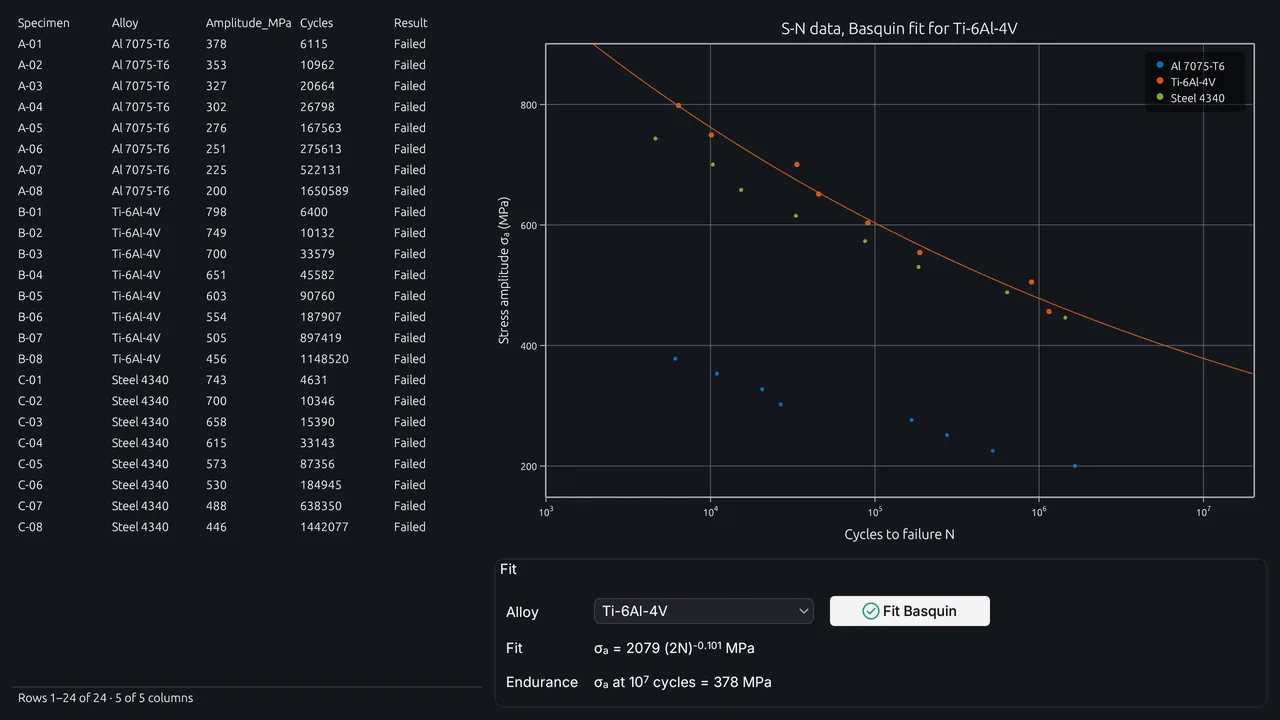 Specimen Alloy Amplitude_MPa Cycles Result
A-01 Al 7075-T6 378 6115 Failed
A-02 Al 7075-T6 353 10962 Failed
A-03 Al 7075-T6 327 20664 Failed
A-04 Al 7075-T6 302 26798 Failed
A-05 Al 7075-T6 276 167563 Failed
A-06 Al 7075-T6 251 275613 Failed
A-07 Al 7075-T6 225 522131 Failed
A-08 Al 7075-T6 200 1650589 Failed
B-01 Ti-6Al-4V 798 6400 Failed
B-02 Ti-6Al-4V 749 10132 Failed
B-03 Ti-6Al-4V 700 33579 Failed
B-04 Ti-6Al-4V 651 45582 Failed
B-05 Ti-6Al-4V 603 90760 Failed
B-06 Ti-6Al-4V 554 187907 Failed
B-07 Ti-6Al-4V 505 897419 Failed
B-08 Ti-6Al-4V 456 1148520 Failed
C-01 Steel 4340 743 4631 Failed
C-02 Steel 4340 700 10346 Failed
C-03 Steel 4340 658 15390 Failed
C-04 Steel 4340 615 33143 Failed
C-05 Steel 4340 573 87356 Failed
C-06 Steel 4340 530 184945 Failed
C-07 Steel 4340 488 638350 Failed
C-08 Steel 4340 446 1442077 Failed
Rows 1–24 of 24 · 5 of 5 columns
S-N data, Basquin fit for Ti-6Al-4V
Al 7075-T6
Ti-6Al-4V
Steel 4340
Stress amplitude σₐ (MPa)
800
600
400
200
10³ 10⁴ 10⁵ 10⁶ 10⁷
Cycles to failure N
Fit
Alloy Ti-6Al-4V Fit Basquin
Fit σₐ = 2079 (2N)⁻⁰·¹⁰¹ MPa
Endurance σₐ at 10⁷ cycles = 378 MPa